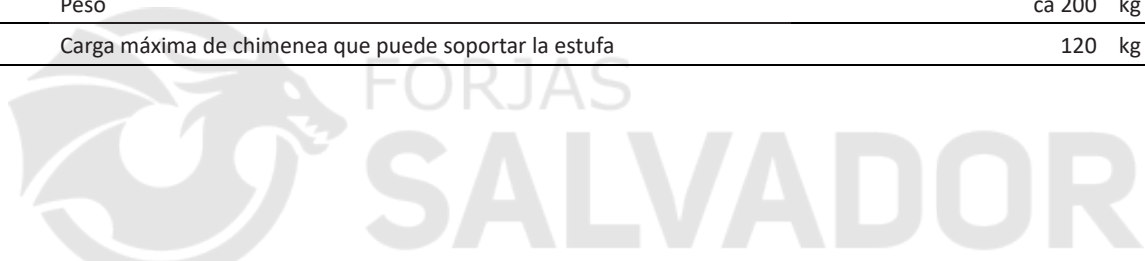 Peso ca 200 kg
Carga máxima de chimenea que puede soportar la estufa 120 kg
FORJAS
SALVADOR